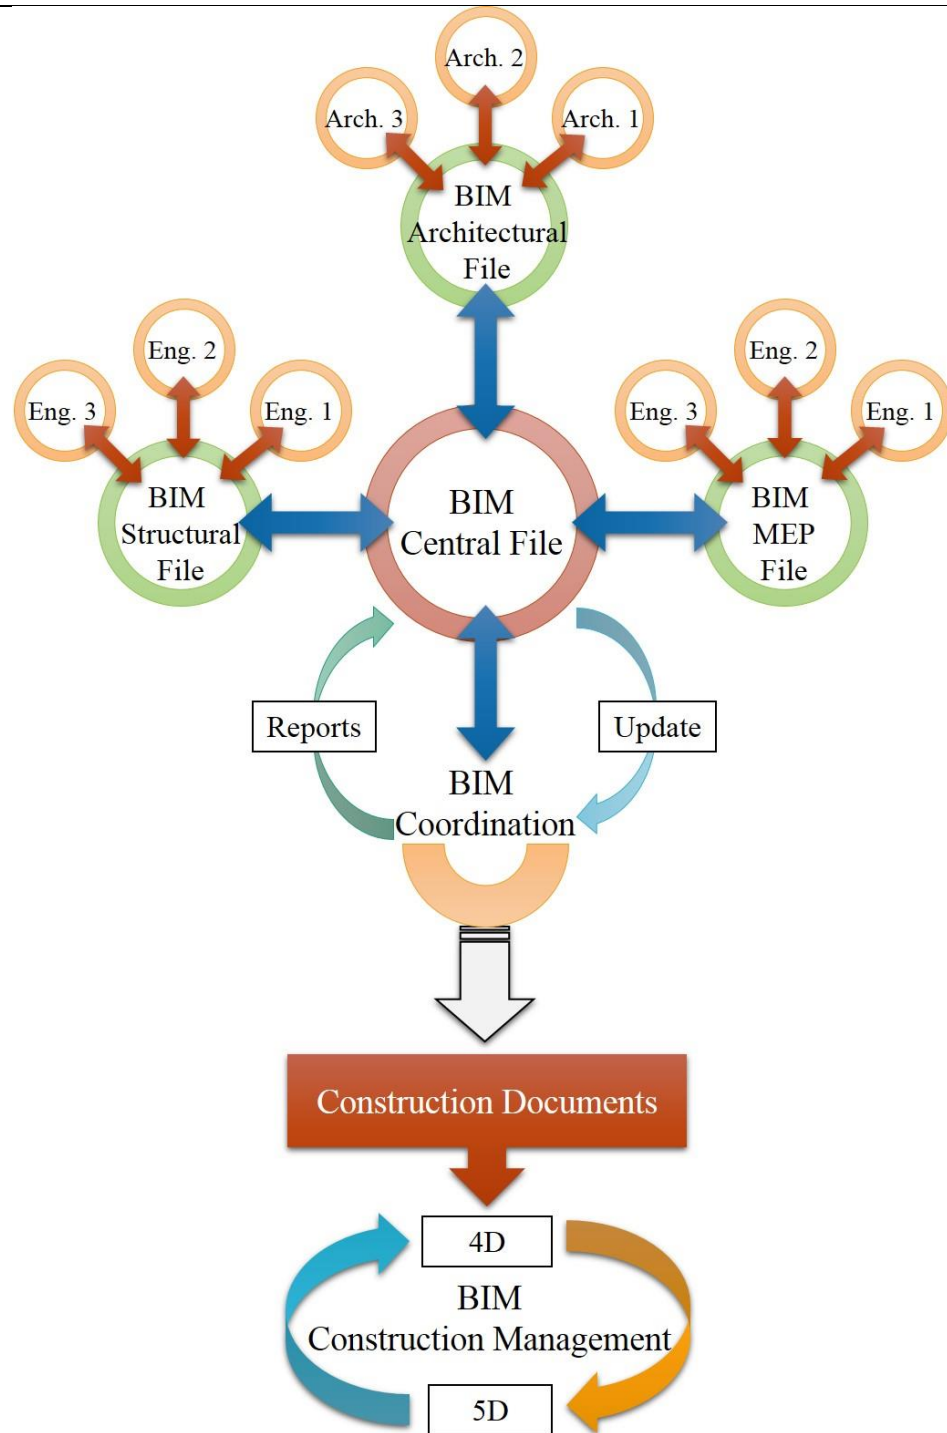 Arch. 2
Arch. 3
Arch. 1
BIM
Architectural
File
Eng. 2
Eng. 3
Eng. 1
BIM
Structural
File
Eng. 2
Eng. 3
Eng. 1
BIM
MEP
File
BIM
Central File
Reports
Update
BIM
Coordination
Construction Documents
4D
BIM
Construction Management
5D